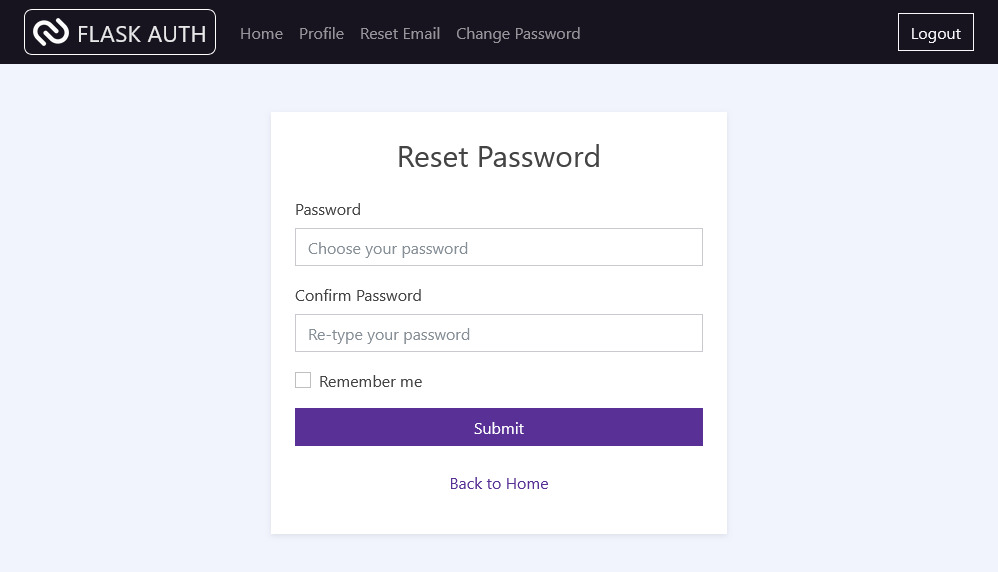 FLASK AUTH Home Profile Reset Email Change Password Logout
Reset Password
Password
Choose your password
Confirm Password
Re-type your password
Remember me
Submit
Back to Home